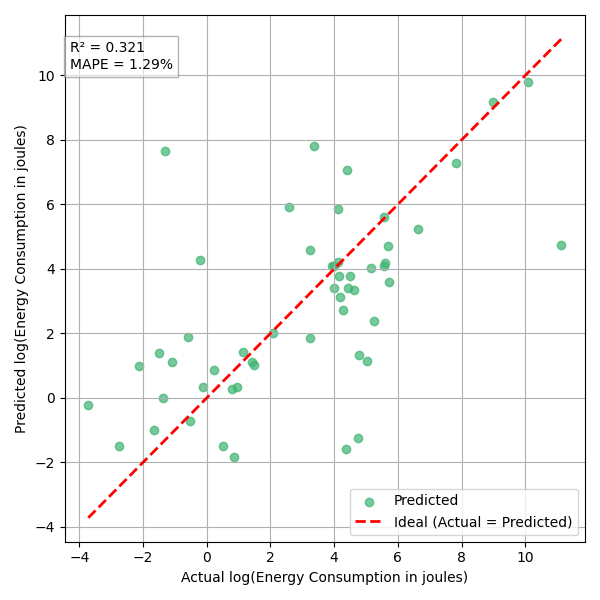 R² = 0.321
MAPE = 1.29%
10
8
6
4
2
0
−2
−4
Predicted log(Energy Consumption in joules)
Predicted
Ideal (Actual = Predicted)
−4
−2
0
2
4
6
8
10
Actual log(Energy Consumption in joules)